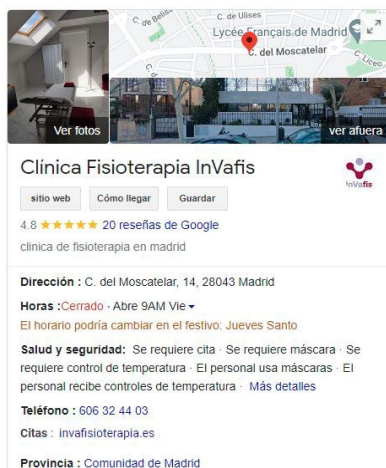 C. de Ulises
C. de Belis
Lycée Français de Madrid
C. del Moscatelar
C. Liceo
Ver fotos
ver afuera
Clínica Fisioterapia InVafis
InVafis
sitio web
Cómo llegar
Guardar
4.8 ★★★★★ 20 reseñas de Google
clinica de fisioterapia en madrid
Dirección : C. del Moscatelar, 14, 28043 Madrid
Horas :Cerrado · Abre 9AM Vie
El horario podría cambiar en el festivo: Jueves Santo
Salud y seguridad: Se requiere cita · Se requiere máscara · Se
requiere control de temperatura · El personal usa máscaras · El
personal recibe controles de temperatura · Más detalles
Teléfono : 606 32 44 03
Citas : invafisioterapia.es
Provincia : Comunidad de Madrid